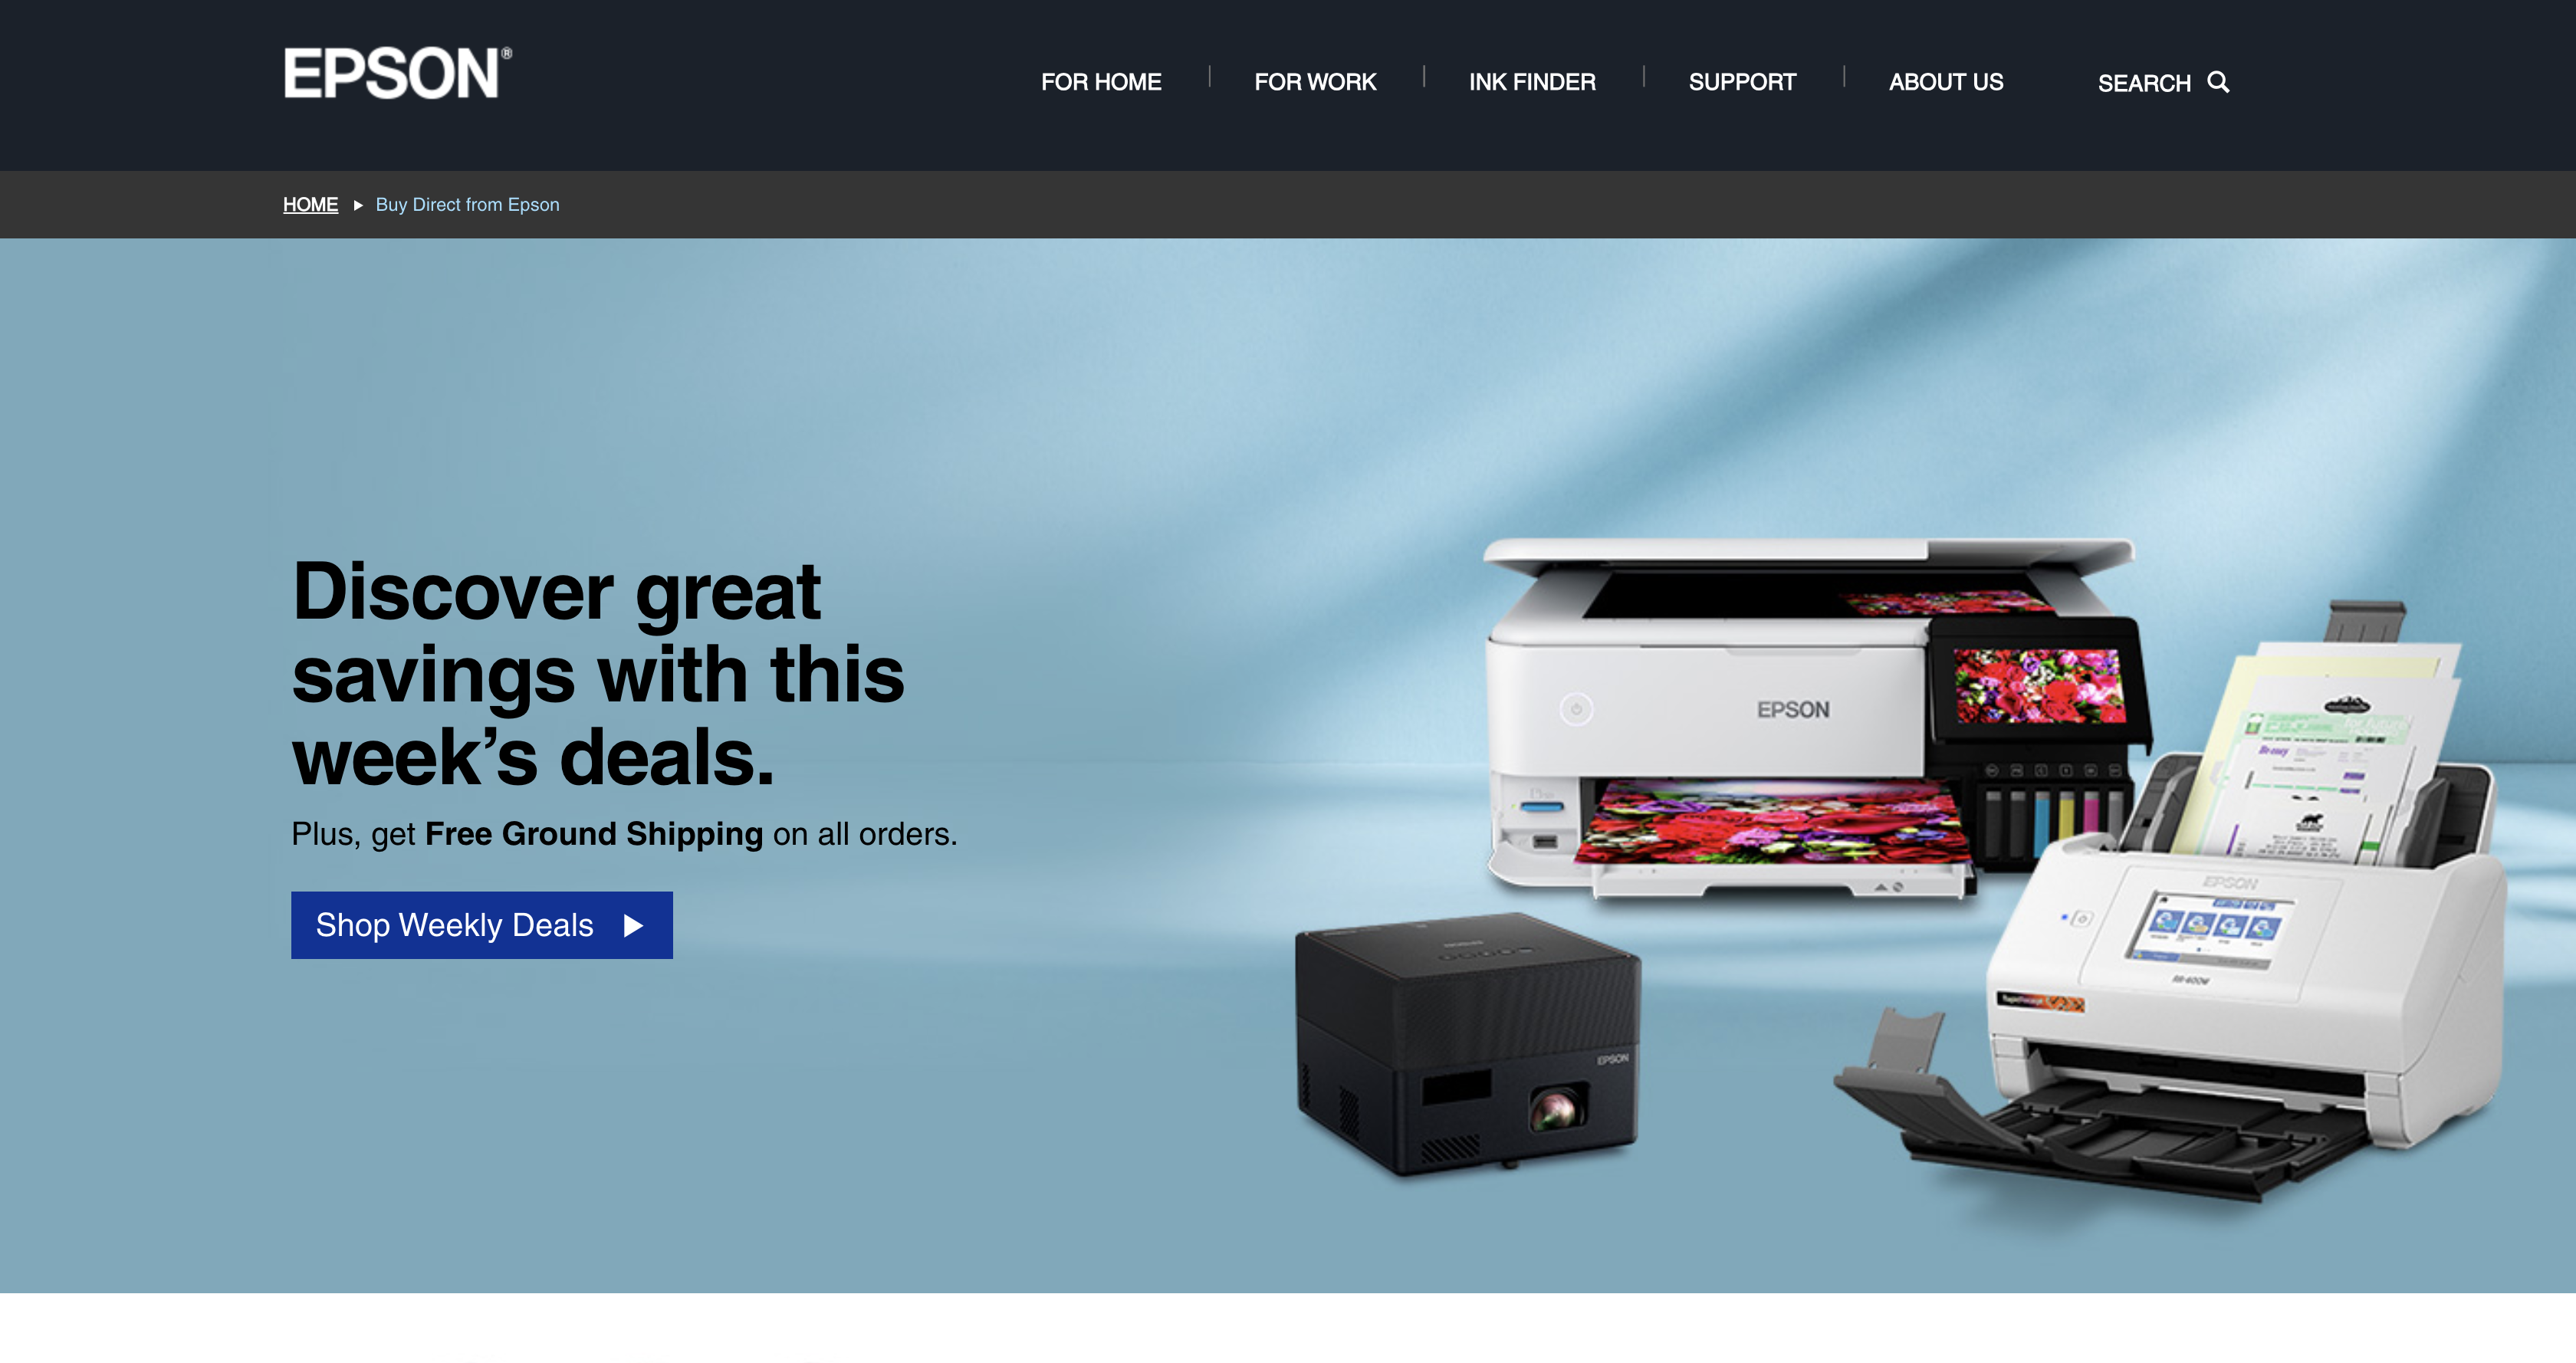 EPSON®
FOR HOME
FOR WORK
INK FINDER
SUPPORT
ABOUT US
SEARCH
HOME
Buy Direct from Epson
Discover great
savings with this
week’s deals.
Plus, get Free Ground Shipping on all orders.
Shop Weekly Deals
EPSON
EPSON
EPSON